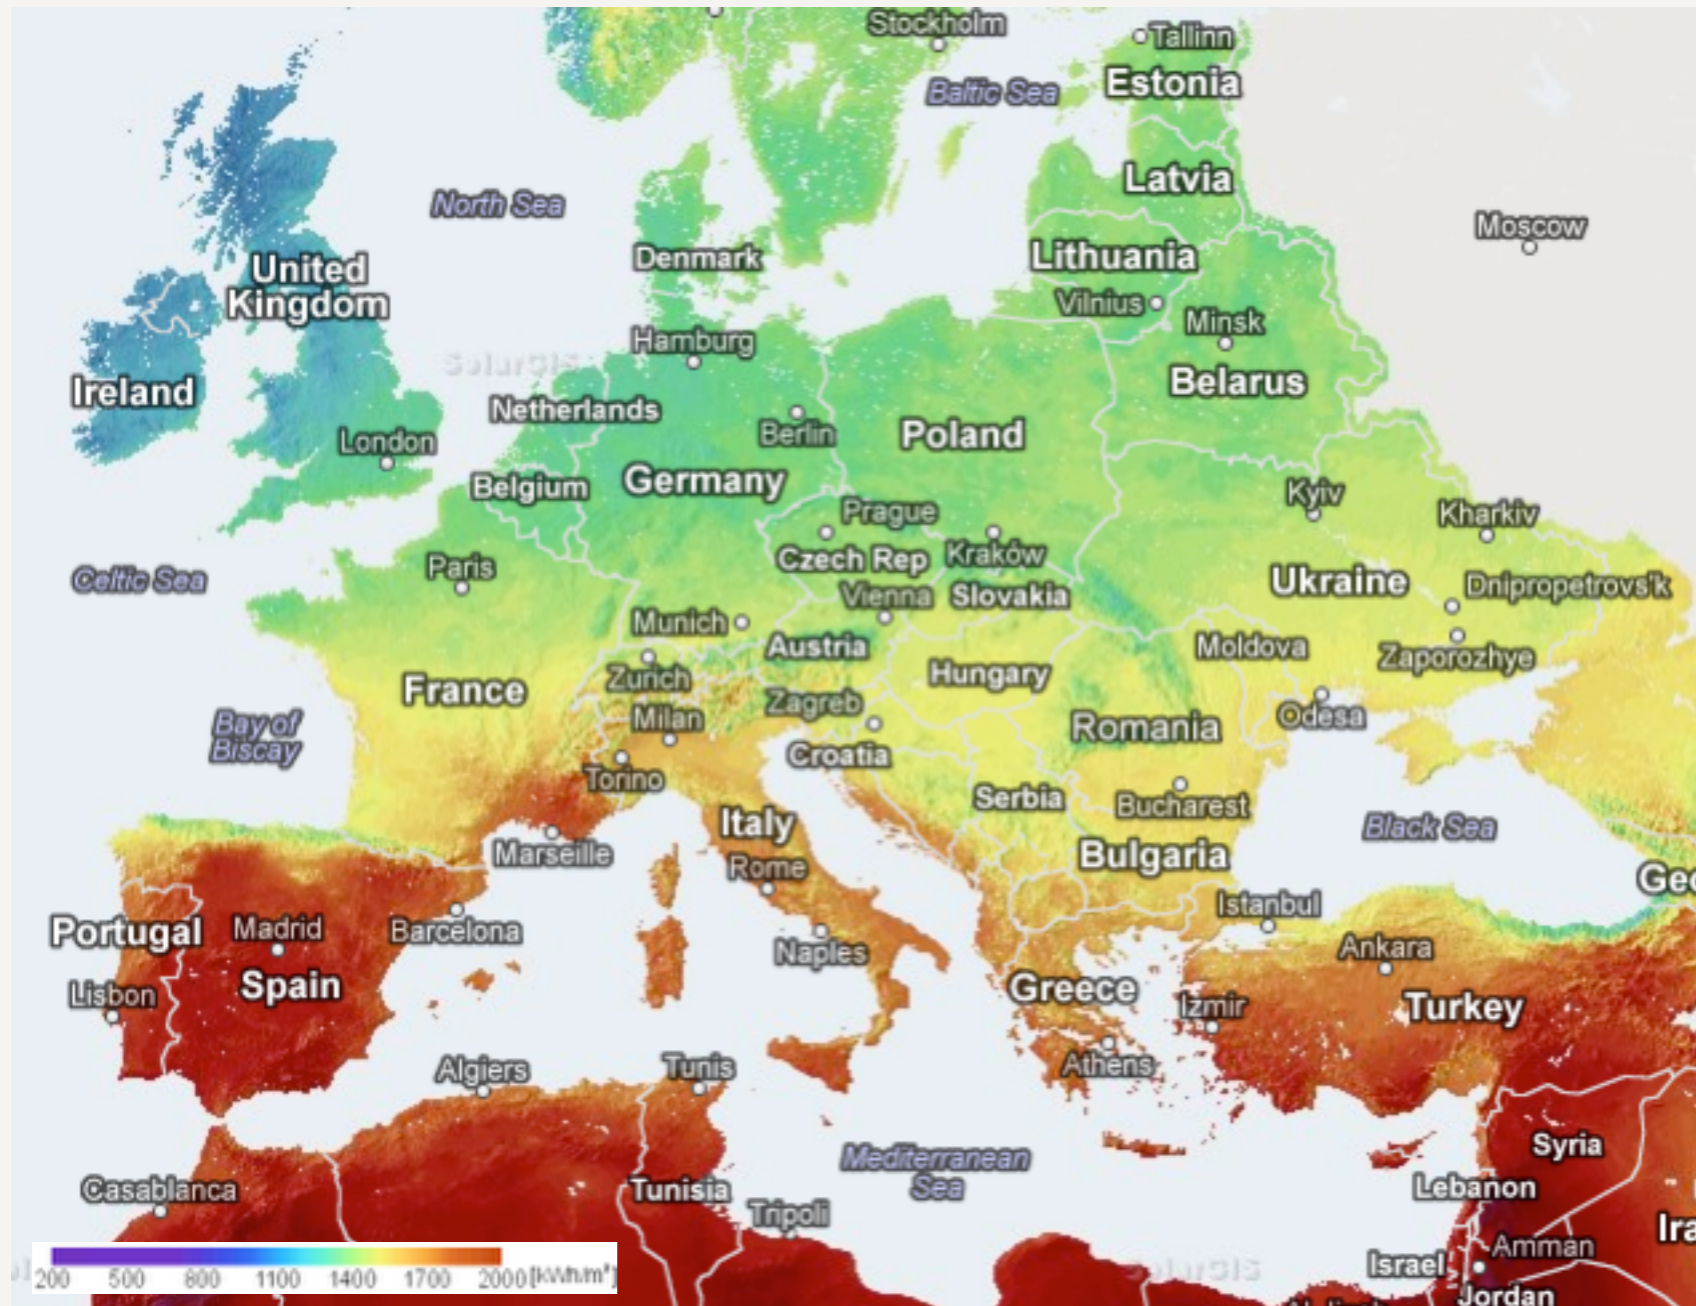 Stockholm
Tallinn
Baltic Sea
Estonia
Latvia
North Sea
Moscow
Denmark
Lithuania
United
Kingdom
Vilnius
Minsk
Hamburg
SolarGIS
Ireland
Belarus
Netherlands
London
Berlin
Poland
Belgium
Germany
Kyiv
Prague
Kharkiv
Czech Rep
Kraków
Paris
Celtic Sea
Ukraine
Dnipropetrovs'k
Vienna
Slovakia
Munich
Austria
Moldova
Zaporozhye
Hungary
Zurich
France
Zagreb
Milan
Odesa
Bay of
Biscay
Romania
Croatia
Torino
Serbia
Bucharest
Italy
Black Sea
Marseille
Bulgaria
Rome
Geo
Istanbul
Portugal
Madrid
Barcelona
Naples
Ankara
Spain
Greece
Lisbon
Izmir
Turkey
Algiers
Tunis
Athens
Syria
Mediterranean
Sea
Casablanca
Tunisia
Lebanon
Tripoli
Ira
Amman
Israel
SolarGIS
200 500 800 1100 1400 1700 2000 [kWh/m²]
Jordan